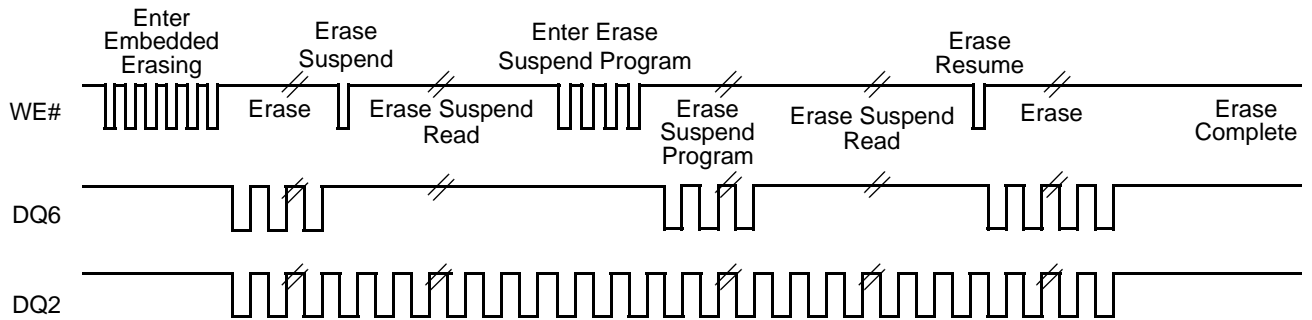 Enter
Embedded
Erasing
Erase
Suspend
Enter Erase
Suspend Program
Erase
Resume
WE#
Erase
Erase Suspend
Read
Erase
Suspend
Program
Erase Suspend
Read
Erase
Erase
Complete
DQ6
DQ2